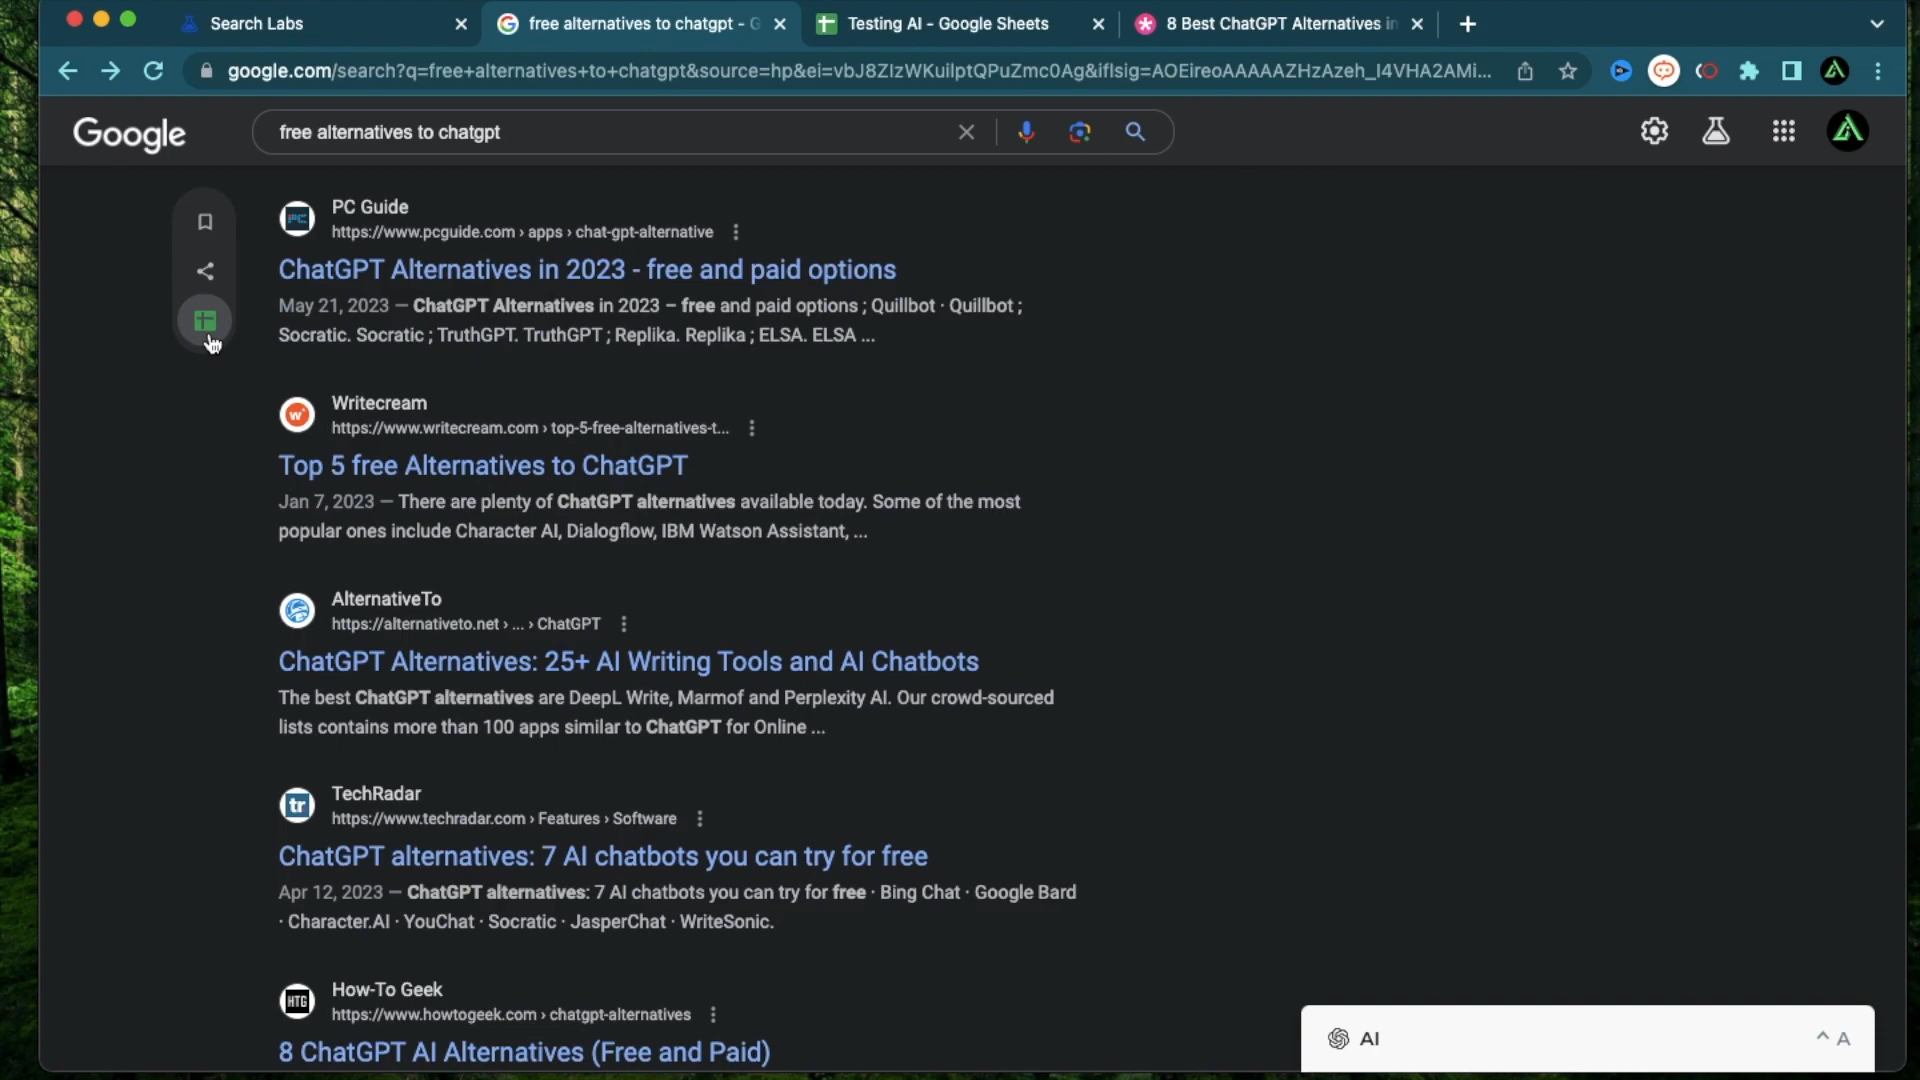 Search Labs
free alternatives to chatgpt - G
Testing AI - Google Sheets
8 Best ChatGPT Alternatives in
google.com/search?q=free+alternatives+to+chatgpt&source=hp&ei=vbJ8ZIzWKuilptQPuZmc0Ag&iflsig=AOEireoAAAAAZHzAzeh_I4VHA2AMi...
Google
free alternatives to chatgpt
PC Guide
https://www.pcguide.com › apps › chat-gpt-alternative
ChatGPT Alternatives in 2023 - free and paid options
May 21, 2023 — ChatGPT Alternatives in 2023 – free and paid options ; Quillbot · Quillbot ;
Socratic. Socratic ; TruthGPT. TruthGPT ; Replika. Replika ; ELSA. ELSA ...
Writecream
https://www.writecream.com › top-5-free-alternatives-t...
Top 5 free Alternatives to ChatGPT
Jan 7, 2023 — There are plenty of ChatGPT alternatives available today. Some of the most
popular ones include Character AI, Dialogflow, IBM Watson Assistant, ...
AlternativeTo
https://alternativeto.net › ... › ChatGPT
ChatGPT Alternatives: 25+ AI Writing Tools and AI Chatbots
The best ChatGPT alternatives are DeepL Write, Marmof and Perplexity AI. Our crowd-sourced
lists contains more than 100 apps similar to ChatGPT for Online ...
tr
TechRadar
https://www.techradar.com › Features › Software
ChatGPT alternatives: 7 AI chatbots you can try for free
Apr 12, 2023 — ChatGPT alternatives: 7 AI chatbots you can try for free · Bing Chat · Google Bard
· Character.AI · YouChat · Socratic · JasperChat · WriteSonic.
HTG
How-To Geek
https://www.howtogeek.com › chatgpt-alternatives
8 ChatGPT AI Alternatives (Free and Paid)
AI
A